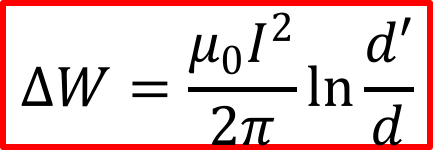 ΔW = μ₀I²/2π ln d′/d